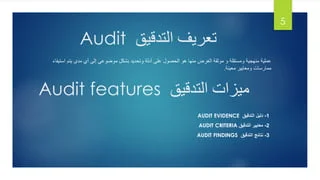 5
تعريف التدقيق Audit
عملية منهجية ومستقلة و موثقة الغرض منها هو الحصول على أدلة وتحديد بشكل موضوعي إلى أي مدى يتم استيفاء
ممارسات ومعايير معينة.
ميزات التدقيق Audit features
1- دليل التدقيق AUDIT EVIDENCE
2- معايير التدقيق AUDIT CRITERIA
3- نتائج التدقيق AUDIT FINDINGS